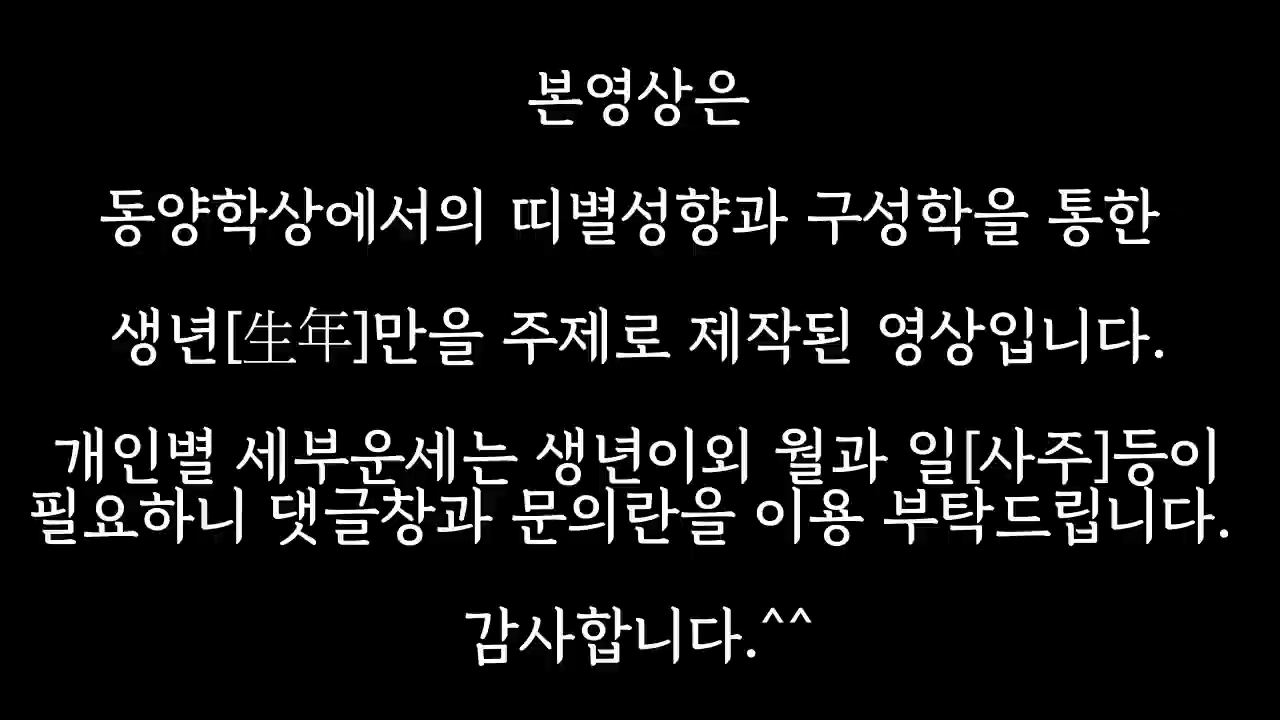 본영상은
동양학상에서의 띠별성향과 구성학을 통한
생년[生年]만을 주제로 제작된 영상입니다.
개인별 세부운세는 생년이외 월과 일[사주]등이
필요하니 댓글창과 문의란을 이용 부탁드립니다.
감사합니다.^^